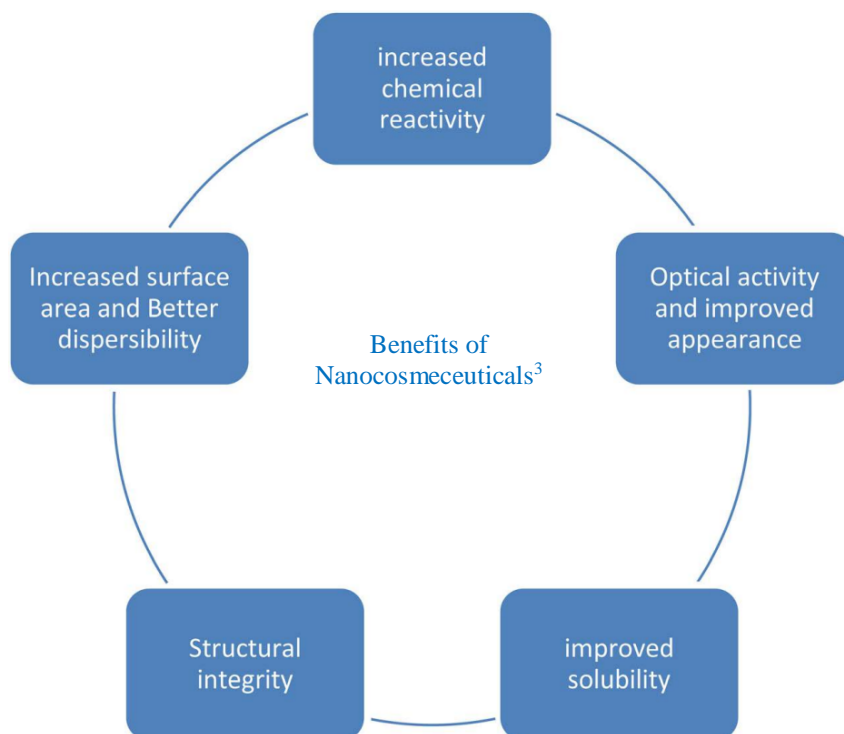 increased
chemical
reactivity
Increased surface
area and Better
dispersibility
Optical activity
and improved
appearance
Benefits of
Nanocosmeceuticals³
Structural
integrity
improved
solubility